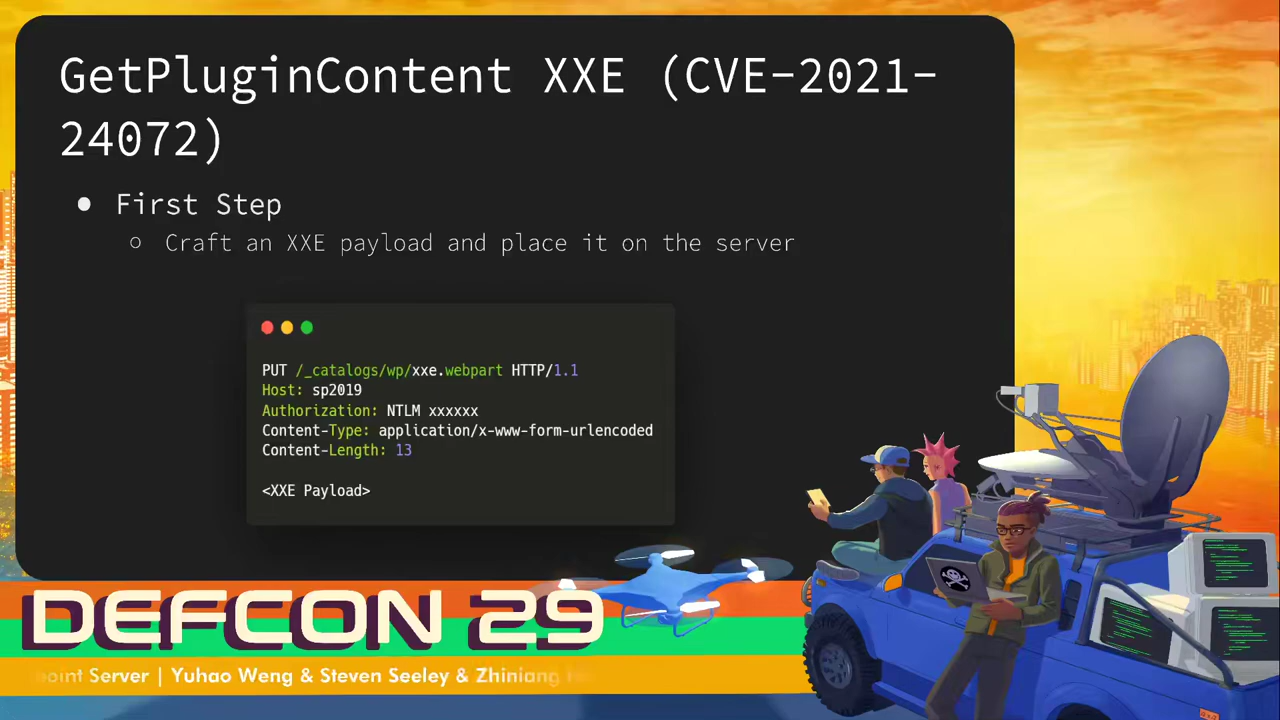 GetPluginContent XXE (CVE-2021-
24072)
● First Step
○ Craft an XXE payload and place it on the server
PUT /_catalogs/wp/xxe.webpart HTTP/1.1
Host: sp2019
Authorization: NTLM xxxxxx
Content-Type: application/x-www-form-urlencoded
Content-Length: 13
<XXE Payload>
DEFCON 29
point Server | Yuhao Weng & Steven Seeley & Zhiniang